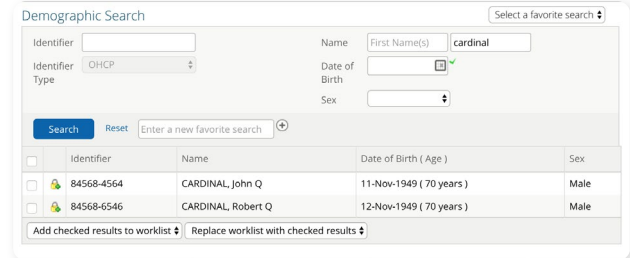 Demographic Search
Select a favorite search
Identifier
Name First Name(s) cardinal
Identifier Type OHCP
Date of Birth
Sex
Search Reset Enter a new favorite search
Identifier Name Date of Birth ( Age ) Sex
84568-4564 CARDINAL, John Q 11-Nov-1949 ( 70 years ) Male
84568-6546 CARDINAL, Robert Q 12-Nov-1949 ( 70 years ) Male
Add checked results to worklist Replace worklist with checked results